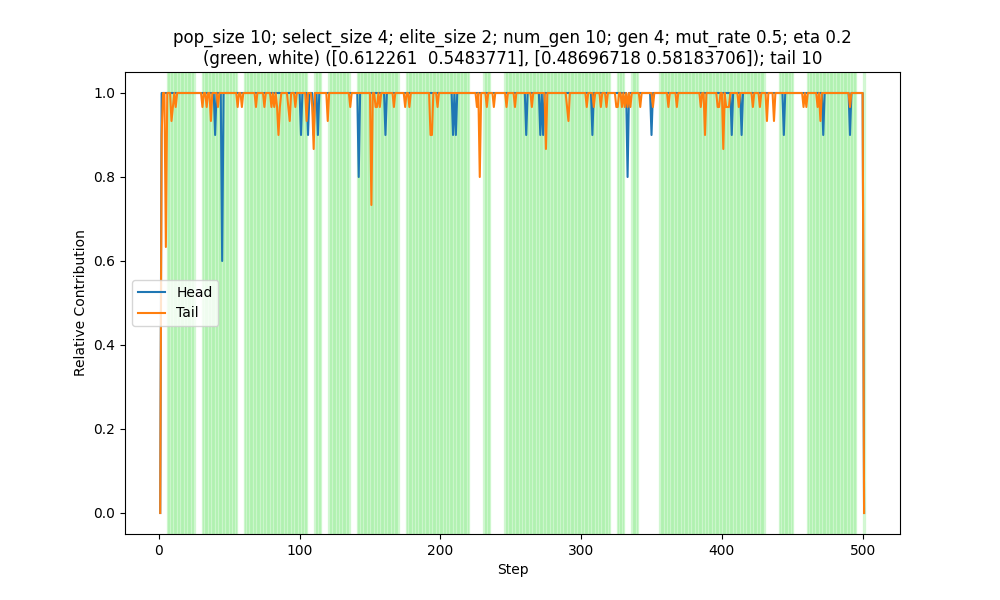 pop_size 10; select_size 4; elite_size 2; num_gen 10; gen 4; mut_rate 0.5; eta 0.2
(green, white) ([0.612261  0.5483771], [0.48696718 0.58183706]); tail 10
1.0
0.8
0.6
0.4
0.2
0.0
Relative Contribution
Head
Tail
0 100 200 300 400 500
Step